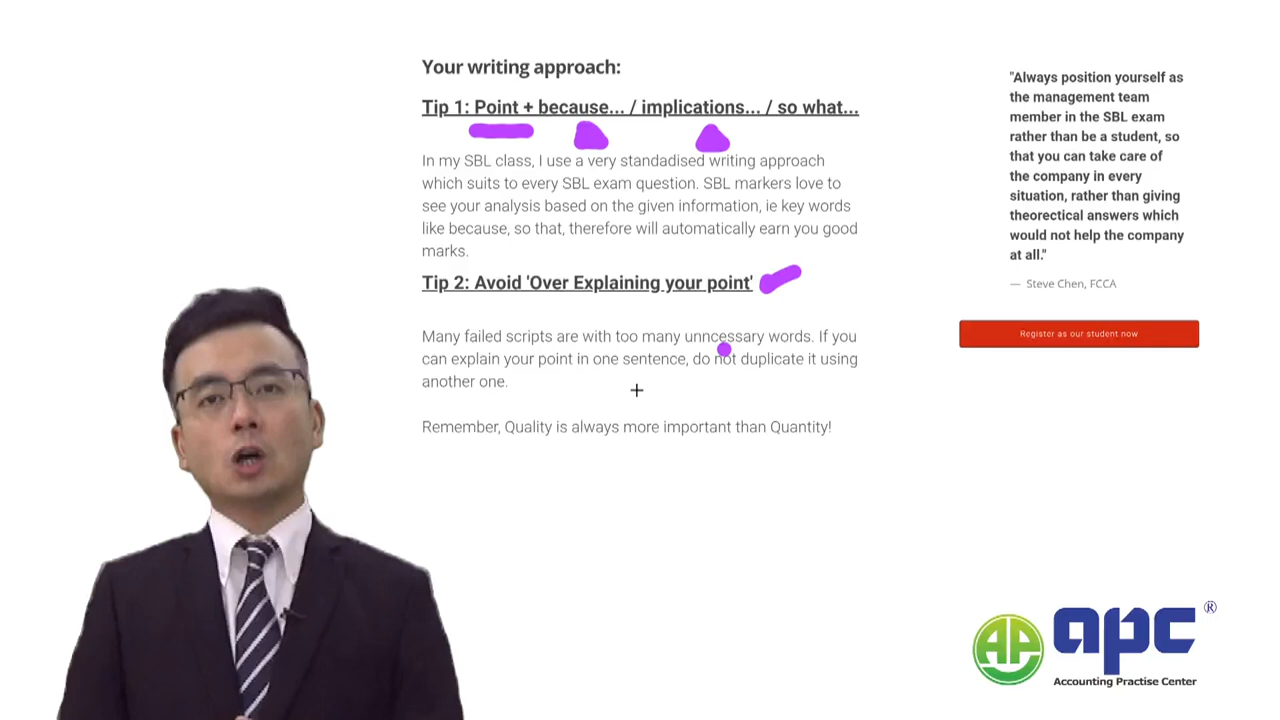 Your writing approach:
Tip 1: Point + because... / implications... / so what...
In my SBL class, I use a very standadised writing approach
which suits to every SBL exam question. SBL markers love to
see your analysis based on the given information, ie key words
like because, so that, therefore will automatically earn you good
marks.
Tip 2: Avoid 'Over Explaining your point'
Many failed scripts are with too many unncessary words. If you
can explain your point in one sentence, do not duplicate it using
another one.
Remember, Quality is always more important than Quantity!
"Always position yourself as
the management team
member in the SBL exam
rather than be a student, so
that you can take care of
the company in every
situation, rather than giving
theorectical answers which
would not help the company
at all."
— Steve Chen, FCCA
Register as our student now
AP
apc®
Accounting Practise Center